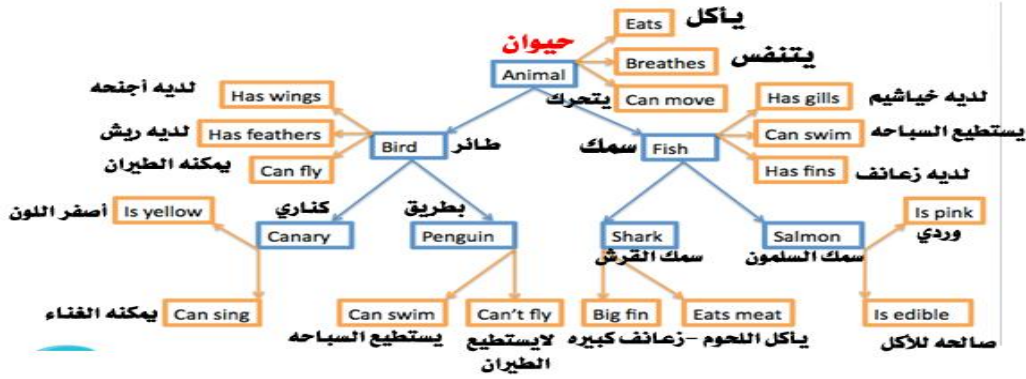 Eats
يأكل
حيوان
Breathes
يتنفس
Animal
Can move
يتحرك
لديه أجنحه
Has wings
Has gills
لديه خياشيم
لديه ريش
Has feathers
Bird
طائر
سمك
Fish
Can swim
يستطيع السباحه
يمكنه الطيران
Can fly
Has fins
لديه زعانف
أصفر اللون
Is yellow
كناري
Canary
بطريق
Penguin
Shark
سمك القرش
Salmon
سمك السلمون
Is pink
وردي
يمكنه الغناء
Can sing
Can swim
يستطيع السباحه
Can't fly
لايستطيع
الطيران
Big fin
Eats meat
يأكل اللحوم -زعانف كبيره
Is edible
صالحه للأكل